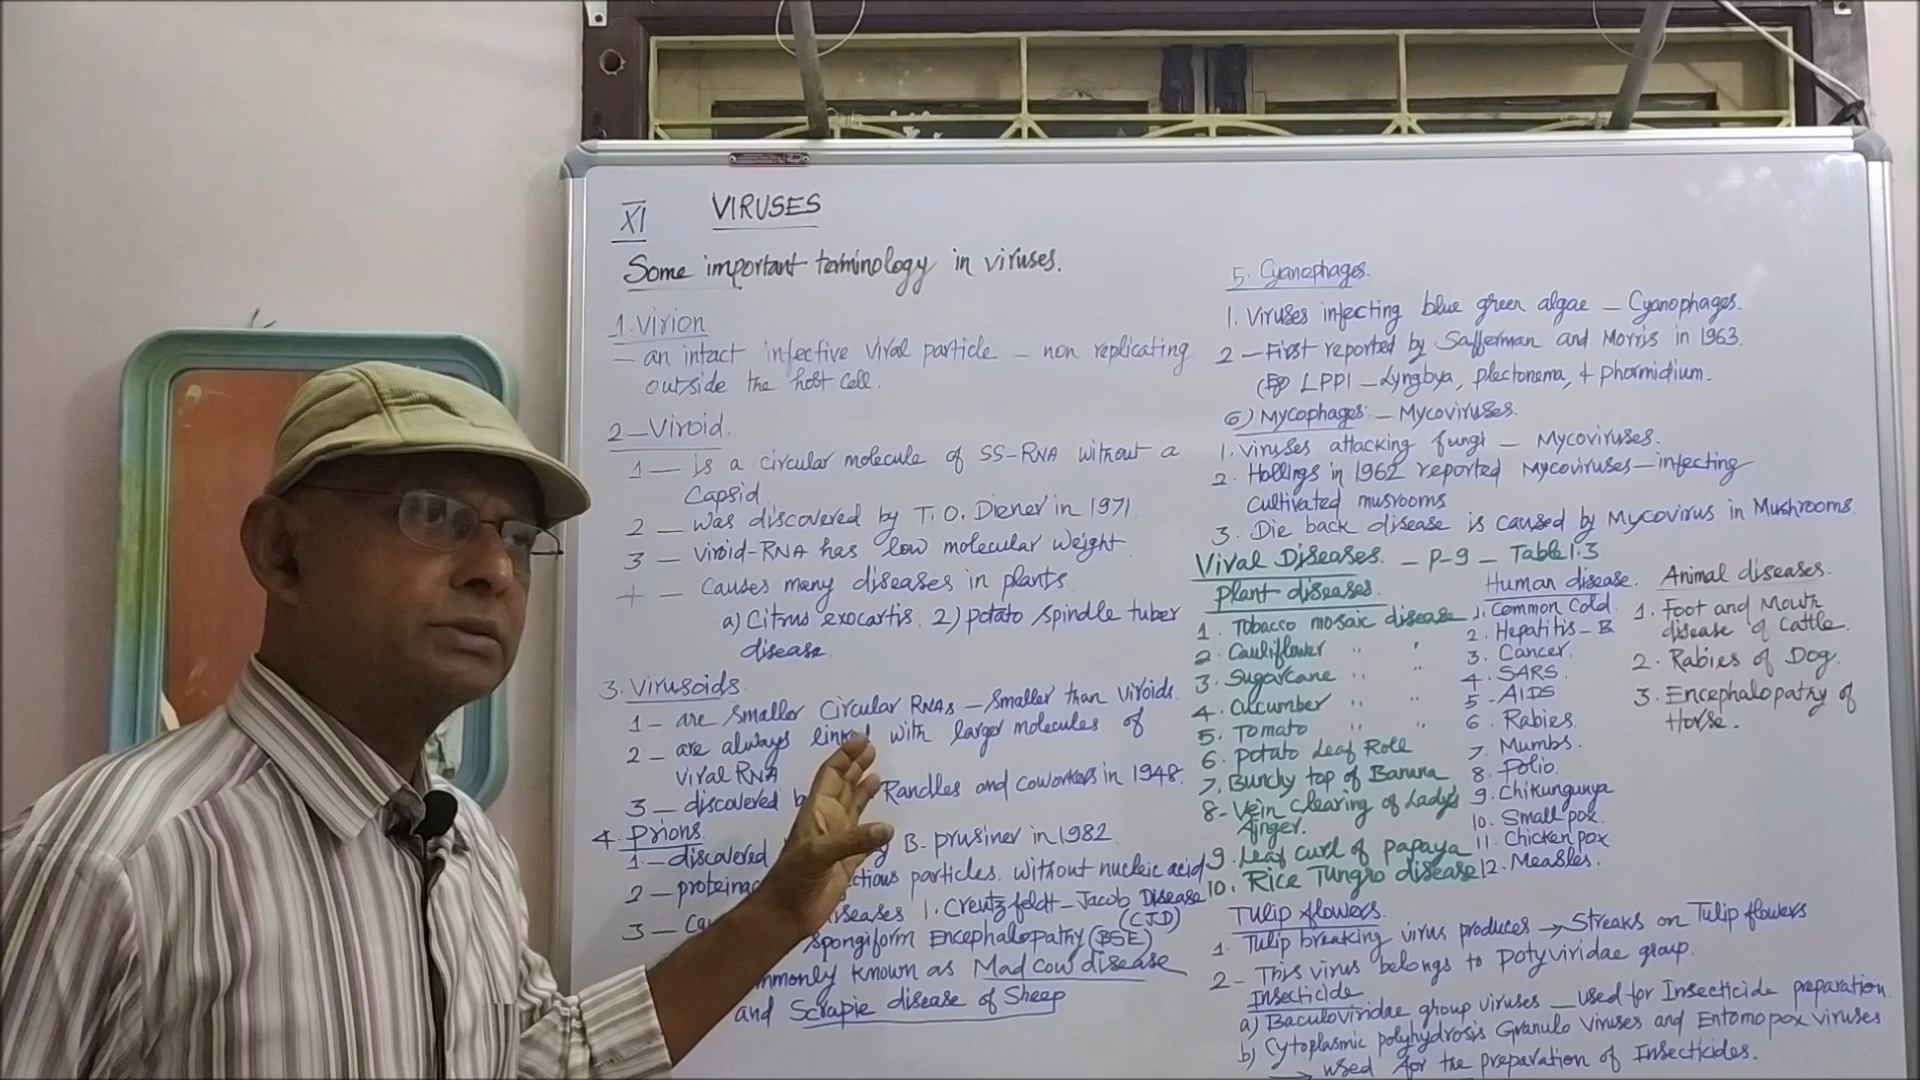 XI VIRUSES
Some important terminology in viruses.
1. Virion
— an intact infective viral particle — non replicating
outside the host cell.
2 — Viroid.
1 — is a circular molecule of SS-RNA without a
Capsid
2 — was discovered by T. O. Diener in 1971.
3 — viroid-RNA has low molecular weight.
4 — Causes many diseases in plants.
a) Citrus exocartis. 2) potato spindle tuber
disease.
3. Virusoids.
1 — are smaller circular RNAs — smaller than viroids.
2 — are always linked with larger molecules of
viral RNA
3 — discovered Randles and coworkers in 1948.
4. Prions.
1 — discovered B. prusiner in 1982.
2 — particles. without nucleic acid
3 — 1. Creutzfeldt — Jacob Disease
(CJD)
Spongiform Encephalopathy (BSE)
known as Mad cow disease
and Scrapie disease of Sheep
5. Cyanophages.
1. Viruses infecting blue green algae — Cyanophages.
2 — First reported by Safferman and Morris in 1963.
LPP1 — Lyngbya, plectonema, & phormidium.
6) Mycophages — Mycoviruses.
1. Viruses attacking fungi — Mycoviruses.
2. Hollings in 1962 reported Mycoviruses — infecting
Cultivated musrooms
3. Die back disease is caused by Mycovirus in Mushrooms.
Viral Diseases. — P-9 — Table 1.3
Plant diseases.
1. Tobacco mosaic disease
2. Cauliflower " "
3. Sugarcane " "
4. Cucumber " "
5. Tomato " "
6. Potato Leaf Roll
7. Bunchy top of Banana
8 - Vein clearing of Lady's
finger.
9. Leaf curl of papaya
10. Rice Tungro disease
Human disease.
1. Common cold.
2. Hepatitis - B
3. Cancer.
4. SARS.
5 - AIDS
6. Rabies.
7. Mumbs.
8. Polio.
9. Chikungunya
10. Small pox.
11. Chicken pox
12. Measles.
Animal diseases.
1. Foot and Mouth
disease of Cattle.
2. Rabies of Dog.
3. Encephalopathy of
Horse.
Tulip flowers.
1. Tulip breaking virus produces → Streaks on Tulip flowers
2 - This virus belongs to Potyviridae group.
Insecticide
a) Baculoviridae group viruses — used for Insecticide preparation.
b) Cytoplasmic polyhydrosis Granulo viruses and Entomopox viruses
→ used for the preparation of Insecticides.